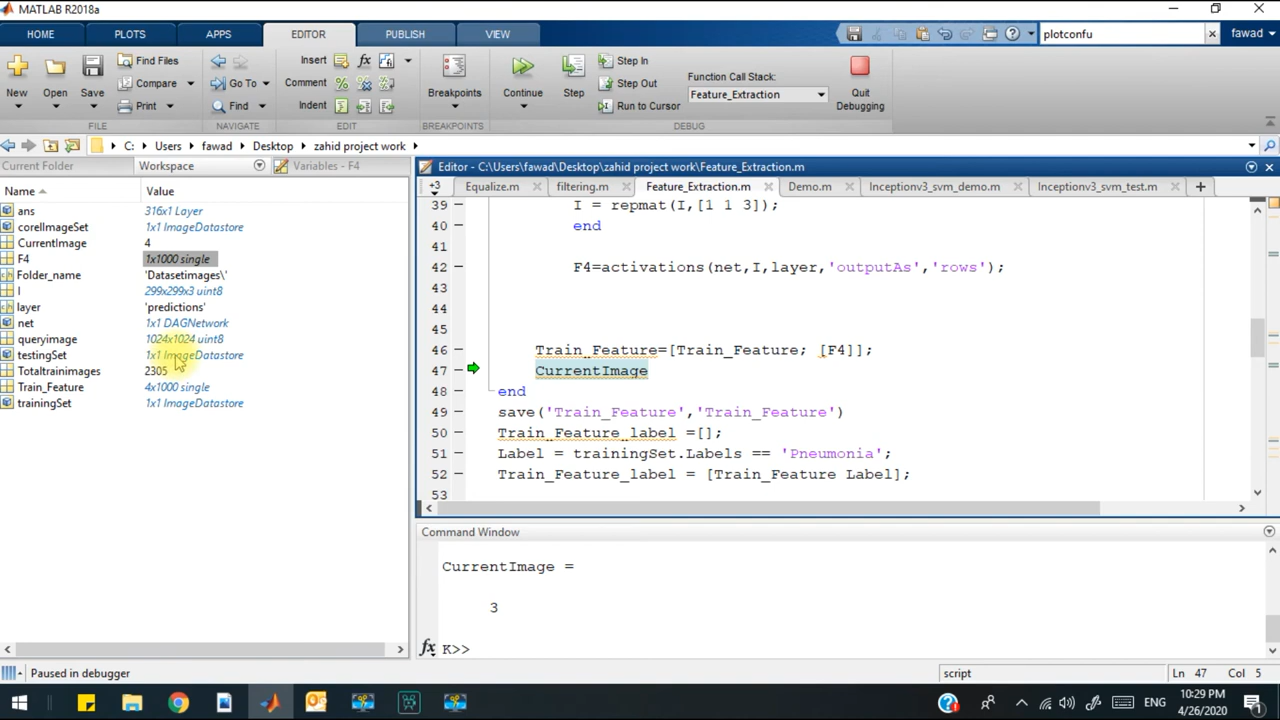 MATLAB R2018a
HOME PLOTS APPS EDITOR PUBLISH VIEW plotconfu fawad
New Open Save Find Files Compare Print Go To Find Insert Comment Indent fx Breakpoints Continue Step Step In Step Out Run to Cursor Function Call Stack: Feature_Extraction Quit Debugging
FILE NAVIGATE EDIT BREAKPOINTS DEBUG
C: Users fawad Desktop zahid project work
Current Folder Workspace Variables - F4
Name Value
ans 316x1 Layer
corelImageSet 1x1 ImageDatastore
CurrentImage 4
F4 1x1000 single
Folder_name 'Datasetimages\'
I 299x299x3 uint8
layer 'predictions'
net 1x1 DAGNetwork
queryimage 1024x1024 uint8
testingSet 1x1 ImageDatastore
Totaltrainimages 2305
Train_Feature 4x1000 single
trainingSet 1x1 ImageDatastore
Editor - C:\Users\fawad\Desktop\zahid project work\Feature_Extraction.m
+3 Equalize.m filtering.m Feature_Extraction.m Demo.m Inceptionv3_svm_demo.m Inceptionv3_svm_test.m
39 I = repmat(I,[1 1 3]);
40 end
41
42 F4=activations(net,I,layer,'outputAs','rows');
43
44
45
46 Train_Feature=[Train_Feature; [F4]];
47 CurrentImage
48 end
49 save('Train_Feature','Train_Feature')
50 Train_Feature_label =[];
51 Label = trainingSet.Labels == 'Pneumonia';
52 Train_Feature_label = [Train_Feature Label];
53
Command Window
CurrentImage =
3
fx K>>
Paused in debugger script Ln 47 Col 5
ENG 10:29 PM 4/26/2020 1